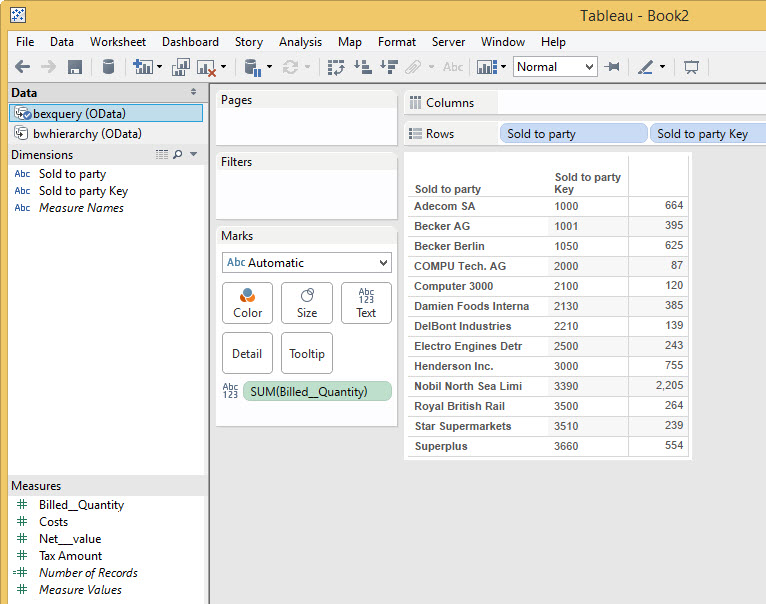 Tableau - Book2
File Data Worksheet Dashboard Story Analysis Map Format Server Window Help
Abc Normal
Data
bexquery (OData)
bwhierarchy (OData)
Dimensions
Abc Sold to party
Abc Sold to party Key
Abc Measure Names
Measures
Billed__Quantity
Costs
Net___value
Tax Amount
Number of Records
Measure Values
Pages
Filters
Marks
Abc Automatic
Color
Size
Abc
123
Text
Detail
Tooltip
Abc
123
SUM(Billed__Quantity)
Columns
Rows Sold to party Sold to party Key
Sold to party Sold to party
Key
Adecom SA 1000 664
Becker AG 1001 395
Becker Berlin 1050 625
COMPU Tech. AG 2000 87
Computer 3000 2100 120
Damien Foods Interna 2130 385
DelBont Industries 2210 139
Electro Engines Detr 2500 243
Henderson Inc. 3000 755
Nobil North Sea Limi 3390 2,205
Royal British Rail 3500 264
Star Supermarkets 3510 239
Superplus 3660 554